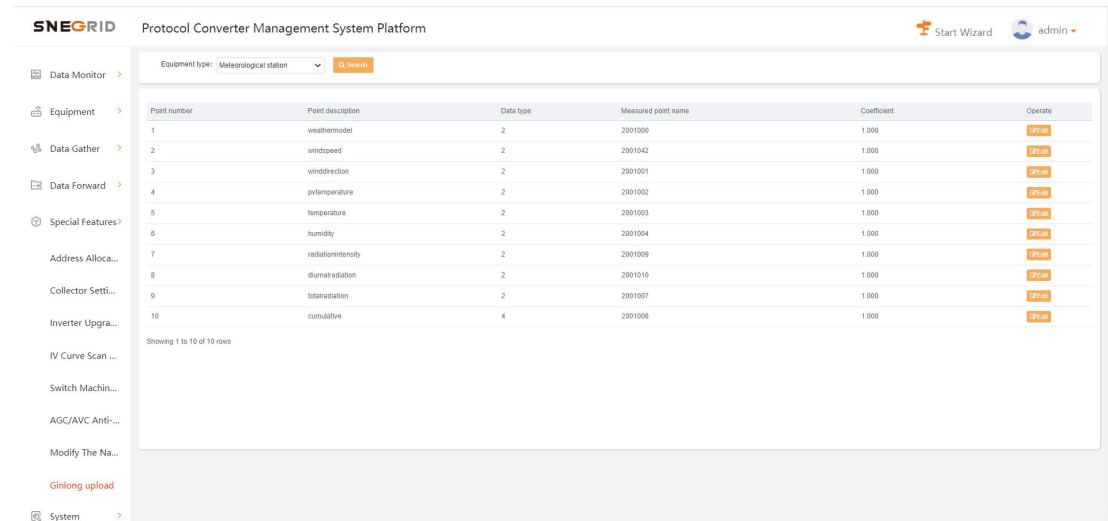 SNEGRID Protocol Converter Management System Platform Start Wizard admin
Data Monitor
Equipment
Data Gather
Data Forward
Special Features
Address Alloca...
Collector Setti...
Inverter Upgra...
IV Curve Scan ...
Switch Machin...
AGC/AVC Anti-...
Modify The Na...
Ginlong upload
System
Equipment type: Meteorological station Search
Point number Point description Data type Measured point name Coefficient Operate
1 weathermodel 2 2001000 1.000 Edit
2 windspeed 2 2001042 1.000 Edit
3 winddirection 2 2001001 1.000 Edit
4 pvtemperature 2 2001002 1.000 Edit
5 temperature 2 2001003 1.000 Edit
6 humidity 2 2001004 1.000 Edit
7 radiationintensity 2 2001009 1.000 Edit
8 diurnalradiation 2 2001010 1.000 Edit
9 totalradiation 2 2001007 1.000 Edit
10 cumulative 4 2001008 1.000 Edit
Showing 1 to 10 of 10 rows